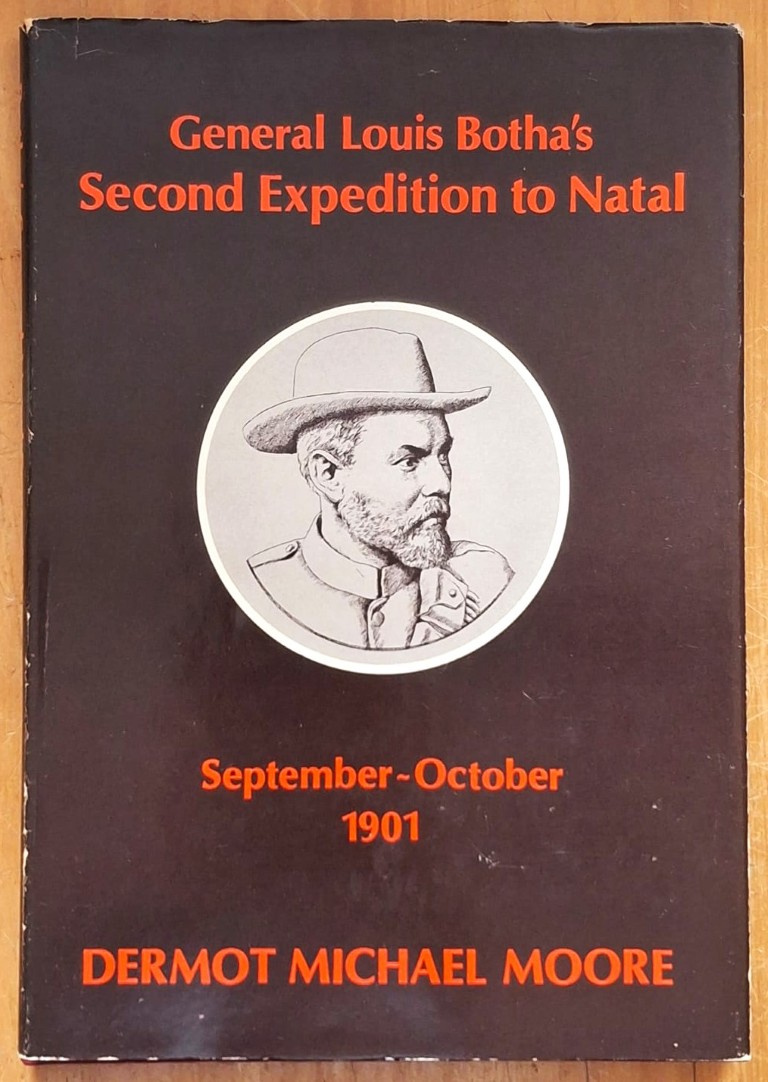 General Louis Botha's
Second Expedition to Natal
September~October
1901
DERMOT MICHAEL MOORE